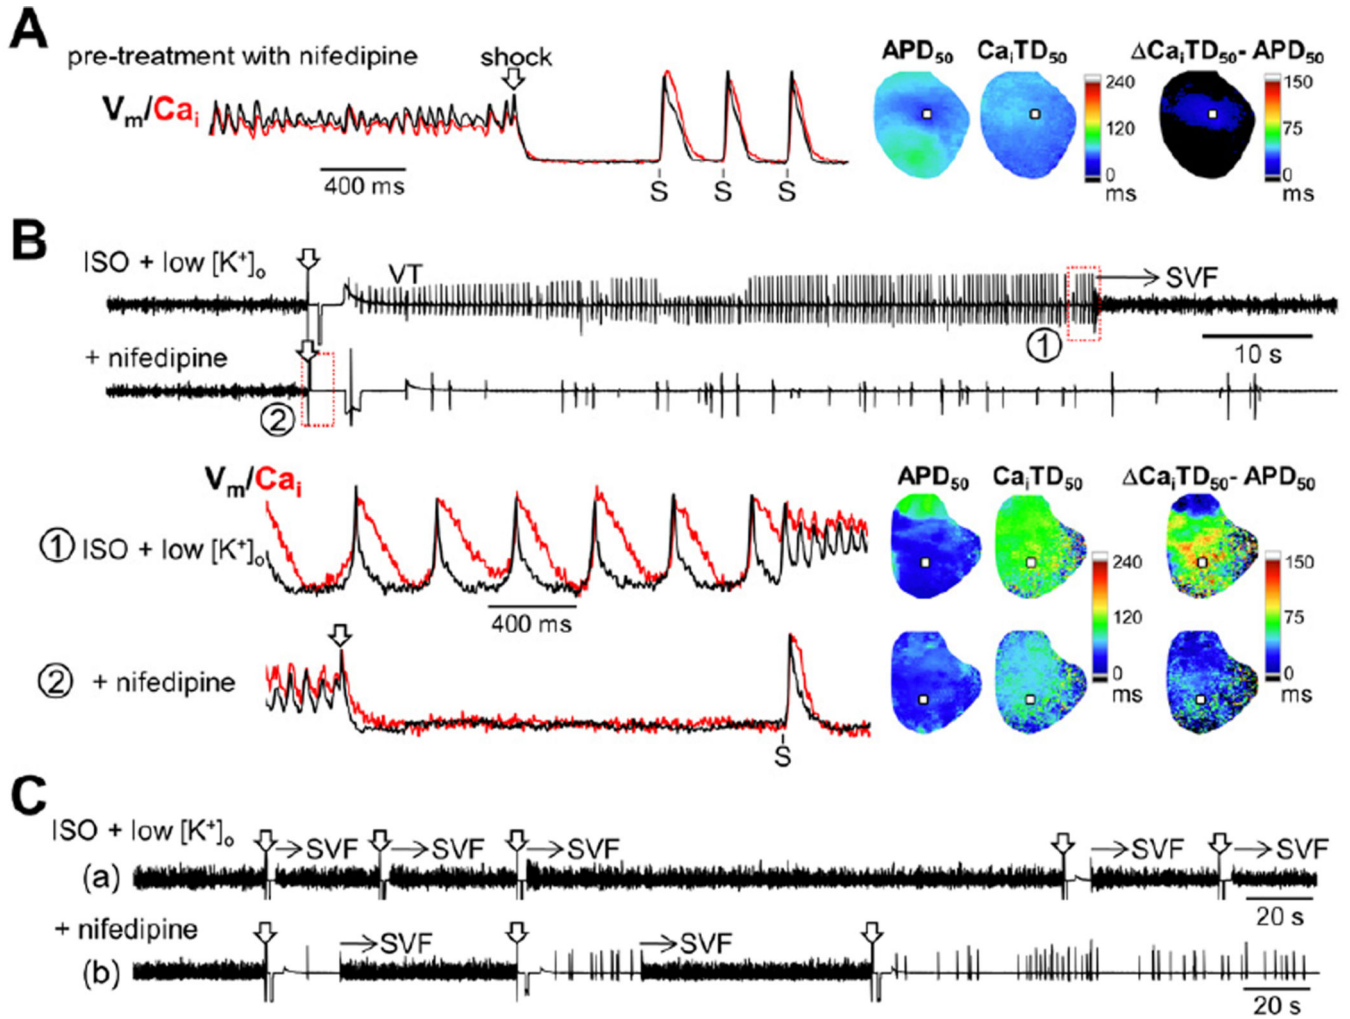 A
pre-treatment with nifedipine
shock
APD50 CaiTD50 ΔCaiTD50- APD50
Vm/Cai
240
120
0
ms
150
75
0
ms
400 ms
S S S
B
ISO + low [K+]o
VT
SVF
1
10 s
+ nifedipine
2
Vm/Cai
APD50 CaiTD50 ΔCaiTD50- APD50
1 ISO + low [K+]o
400 ms
240
120
0
ms
150
75
0
ms
2 + nifedipine
S
C
ISO + low [K+]o
SVF SVF SVF SVF SVF
(a)
20 s
+ nifedipine
SVF SVF
(b)
20 s